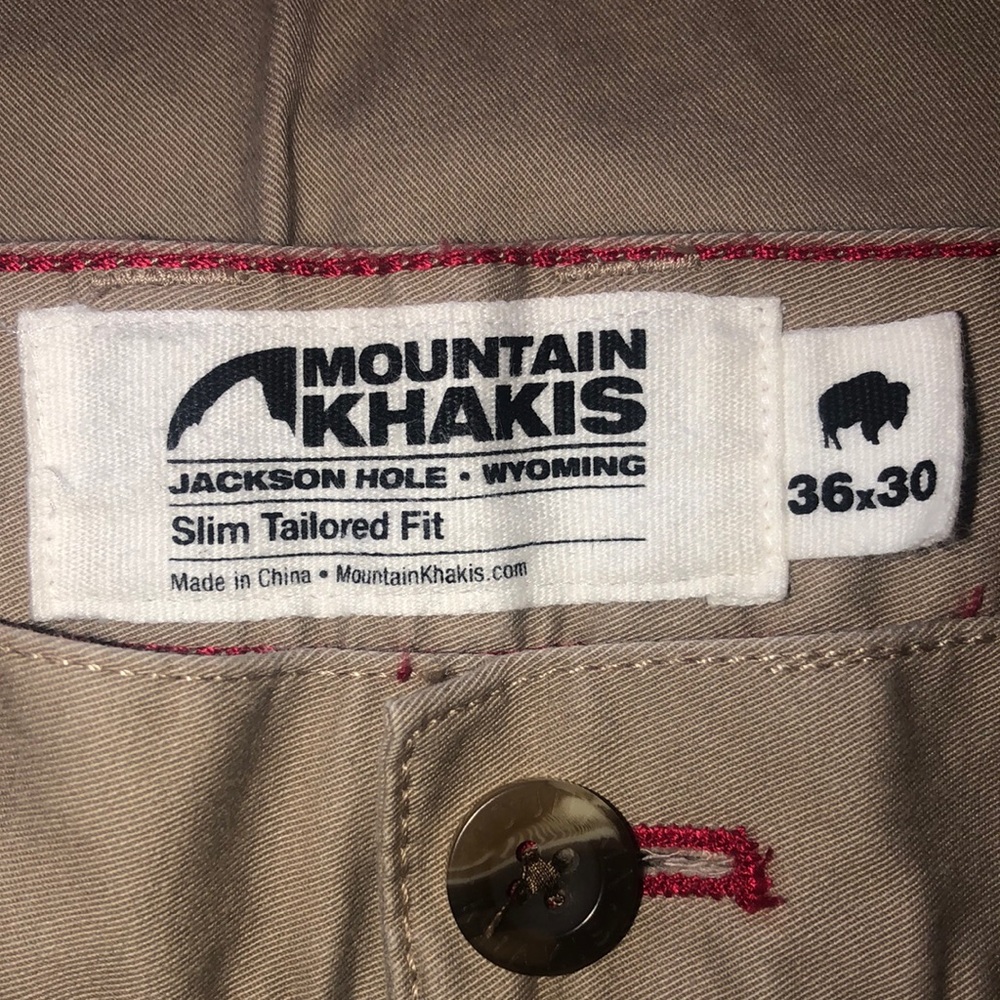 MOUNTAIN
KHAKIS
JACKSON HOLE • WYOMING
Slim Tailored Fit
Made in China • MountainKhakis.com
36x30